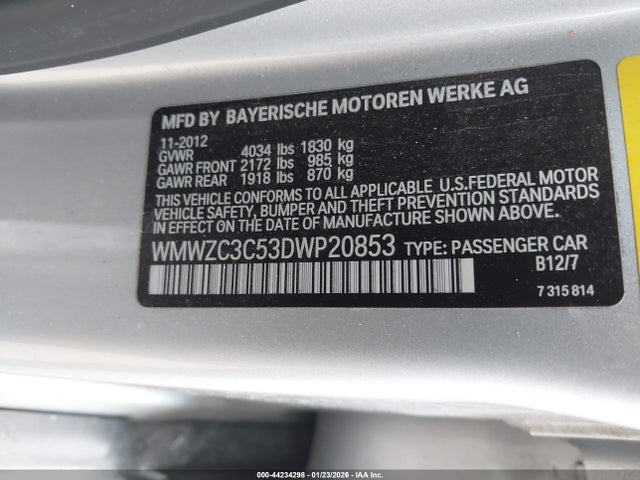 MFD BY BAYERISCHE MOTOREN WERKE AG
11-2012
GVWR 4034 lbs 1830 kg
GAWR FRONT 2172 lbs 985 kg
GAWR REAR 1918 lbs 870 kg
THIS VEHICLE CONFORMS TO ALL APPLICABLE U.S.FEDERAL MOTOR
VEHICLE SAFETY, BUMPER AND THEFT PREVENTION STANDARDS
IN EFFECT ON THE DATE OF MANUFACTURE SHOWN ABOVE.
WMWZC3C53DWP20853 TYPE: PASSENGER CAR
B12/7
7 315 814
000-44234298 - 01/23/2026 - IAA Inc.